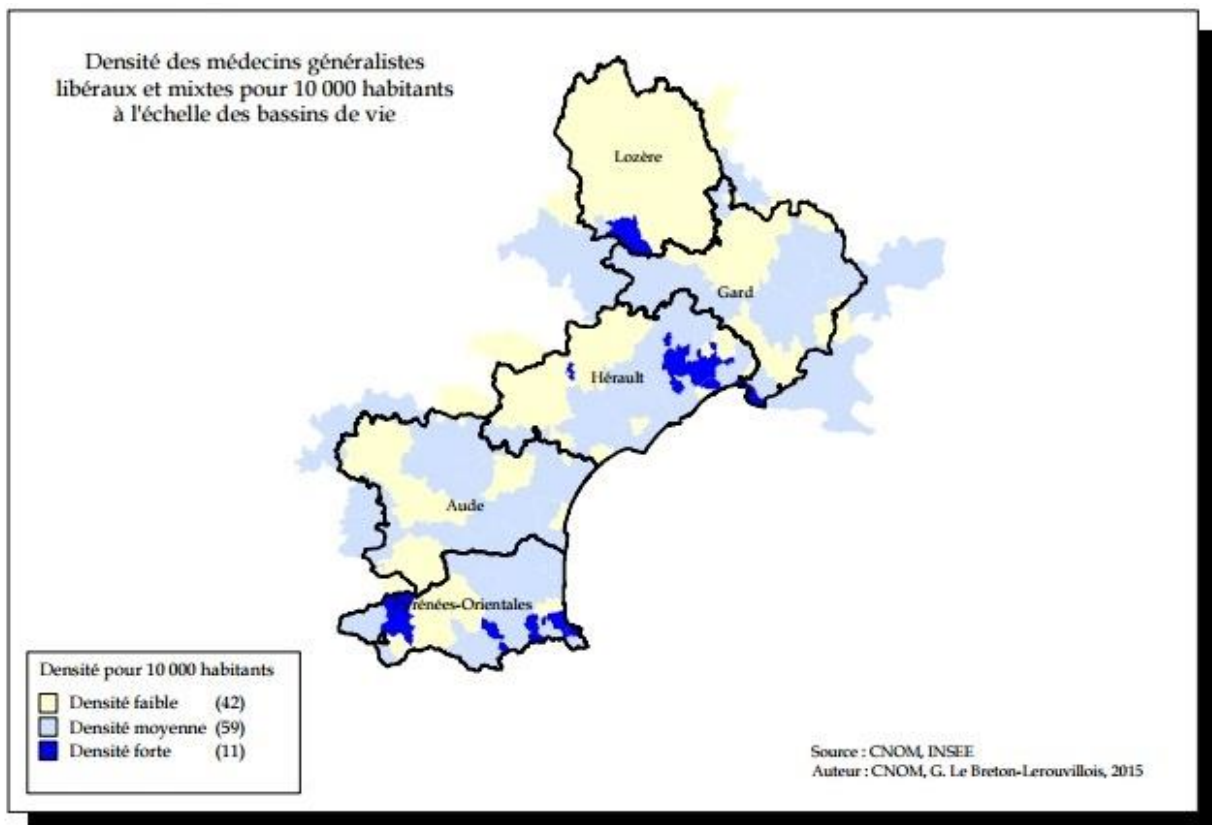 Densité des médecins généralistes
libéraux et mixtes pour 10 000 habitants
à l'échelle des bassins de vie
Lozère
Gard
Hérault
Aude
rénées-Orientales
Densité pour 10 000 habitants
Densité faible (42)
Densité moyenne (59)
Densité forte (11)
Source : CNOM, INSEE
Auteur : CNOM, G. Le Breton-Lerouvillois, 2015